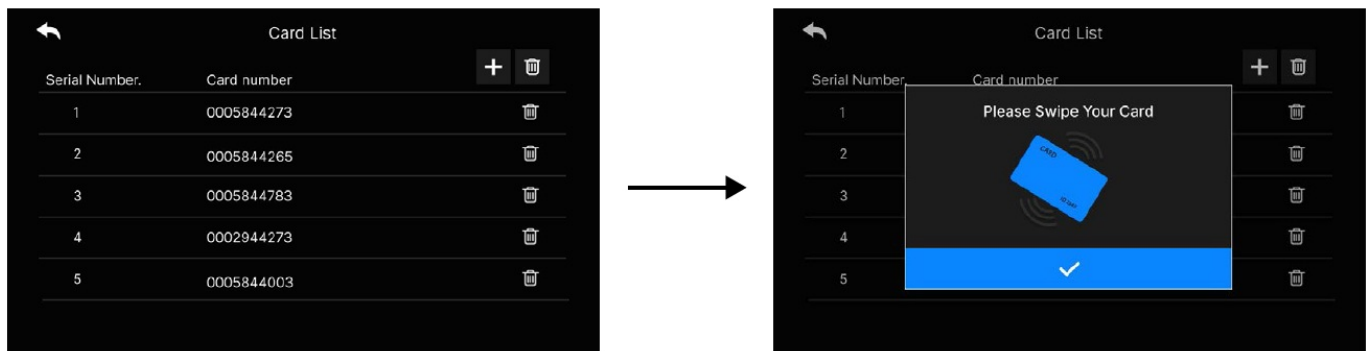 Card List
Serial Number. Card number
1 0005844273
2 0005844265
3 0005844783
4 0002944273
5 0005844003
Card List
Serial Number. Card number
1
2
3
4
5
Please Swipe Your Card
CARD